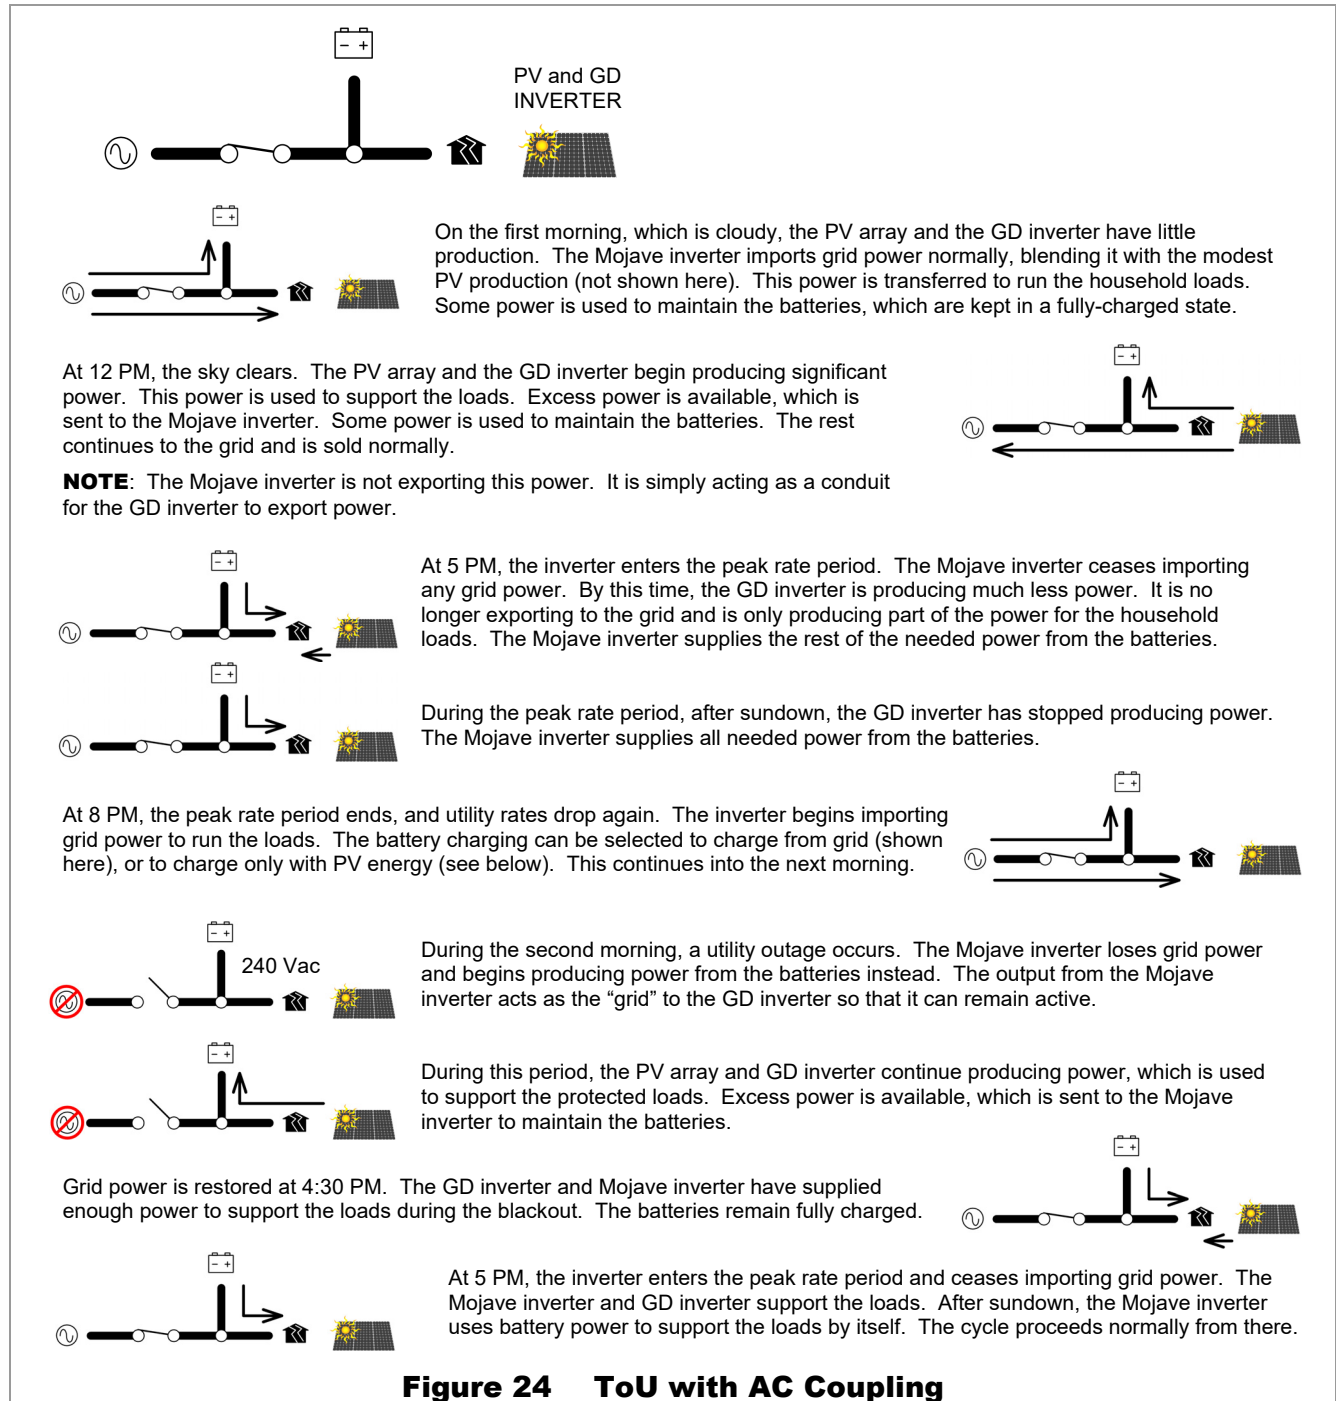 PV and GD
INVERTER
On the first morning, which is cloudy, the PV array and the GD inverter have little
production. The Mojave inverter imports grid power normally, blending it with the modest
PV production (not shown here). This power is transferred to run the household loads.
Some power is used to maintain the batteries, which are kept in a fully-charged state.
At 12 PM, the sky clears. The PV array and the GD inverter begin producing significant
power. This power is used to support the loads. Excess power is available, which is
sent to the Mojave inverter. Some power is used to maintain the batteries. The rest
continues to the grid and is sold normally.
NOTE: The Mojave inverter is not exporting this power. It is simply acting as a conduit
for the GD inverter to export power.
At 5 PM, the inverter enters the peak rate period. The Mojave inverter ceases importing
any grid power. By this time, the GD inverter is producing much less power. It is no
longer exporting to the grid and is only producing part of the power for the household
loads. The Mojave inverter supplies the rest of the needed power from the batteries.
During the peak rate period, after sundown, the GD inverter has stopped producing power.
The Mojave inverter supplies all needed power from the batteries.
At 8 PM, the peak rate period ends, and utility rates drop again. The inverter begins importing
grid power to run the loads. The battery charging can be selected to charge from grid (shown
here), or to charge only with PV energy (see below). This continues into the next morning.
240 Vac
During the second morning, a utility outage occurs. The Mojave inverter loses grid power
and begins producing power from the batteries instead. The output from the Mojave
inverter acts as the “grid” to the GD inverter so that it can remain active.
During this period, the PV array and GD inverter continue producing power, which is used
to support the protected loads. Excess power is available, which is sent to the Mojave
inverter to maintain the batteries.
Grid power is restored at 4:30 PM. The GD inverter and Mojave inverter have supplied
enough power to support the loads during the blackout. The batteries remain fully charged.
At 5 PM, the inverter enters the peak rate period and ceases importing grid power. The
Mojave inverter and GD inverter support the loads. After sundown, the Mojave inverter
uses battery power to support the loads by itself. The cycle proceeds normally from there.
Figure 24 ToU with AC Coupling